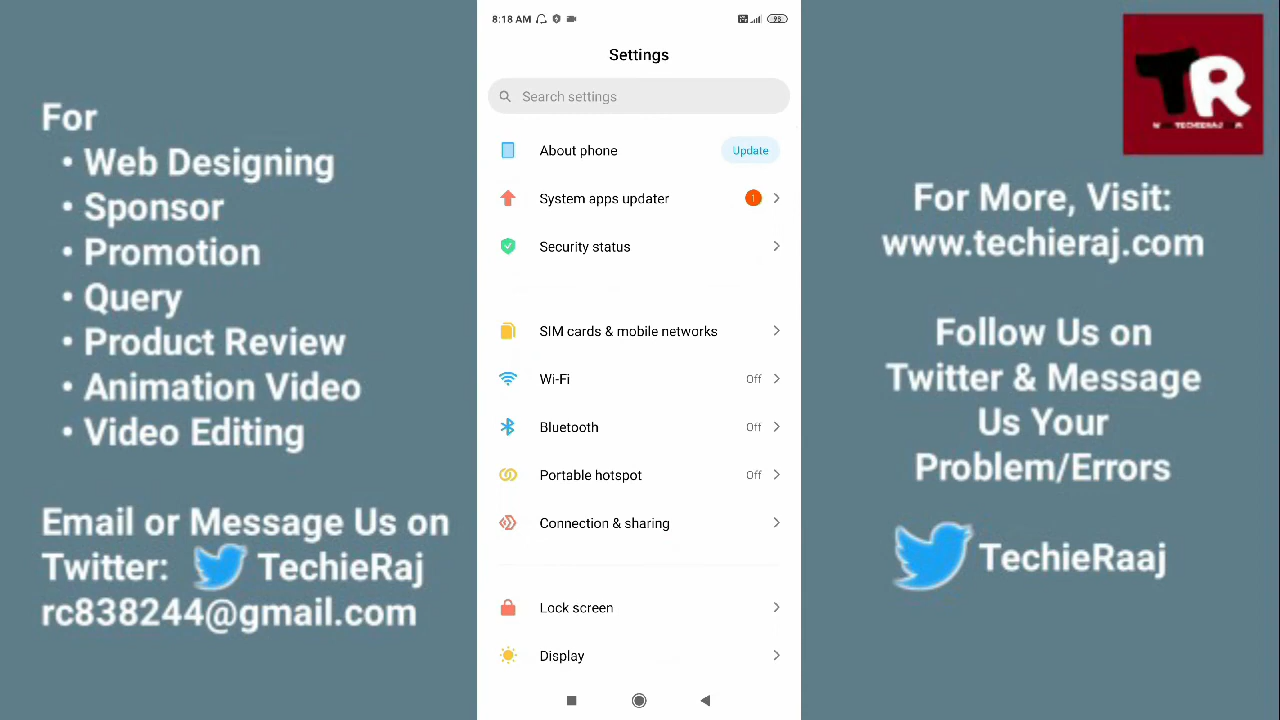 For
• Web Designing
• Sponsor
• Promotion
• Query
• Product Review
• Animation Video
• Video Editing
Email or Message Us on
Twitter: TechieRaj
rc838244@gmail.com
8:18 AM
95
Settings
Search settings
About phone
Update
System apps updater
1
Security status
SIM cards & mobile networks
Wi-Fi
Off
Bluetooth
Off
Portable hotspot
Off
Connection & sharing
Lock screen
Display
TR
For More, Visit:
www.techieraj.com
Follow Us on
Twitter & Message
Us Your
Problem/Errors
TechieRaaj